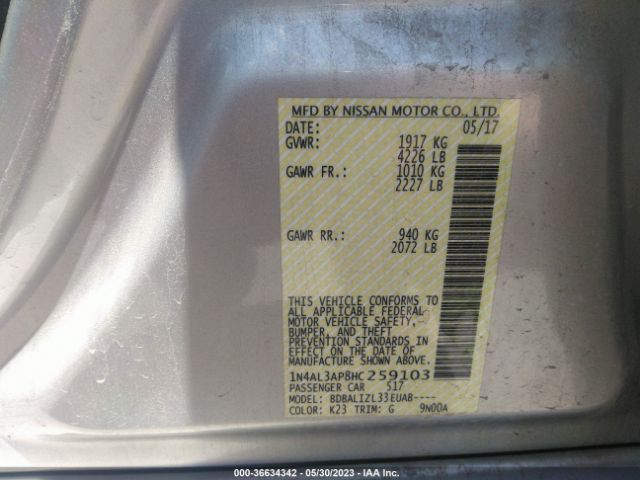 MFD BY NISSAN MOTOR CO., LTD.
DATE: 05/17
GVWR: 1917 KG
4226 LB
GAWR FR.: 1010 KG
2227 LB
GAWR RR.: 940 KG
2072 LB
THIS VEHICLE CONFORMS TO
ALL APPLICABLE FEDERAL
MOTOR VEHICLE SAFETY,
BUMPER, AND THEFT
PREVENTION STANDARDS
IN EFFECT ON THE DATE OF
MANUFACTURE SHOWN ABOVE.
1N4AL3AP8HC259103
PASSENGER CAR S17
MODEL: BDBALIZL33EUAB----
COLOR: K23 TRIM: G 9N00A
000-36634342 - 05/30/2023 - IAA Inc.